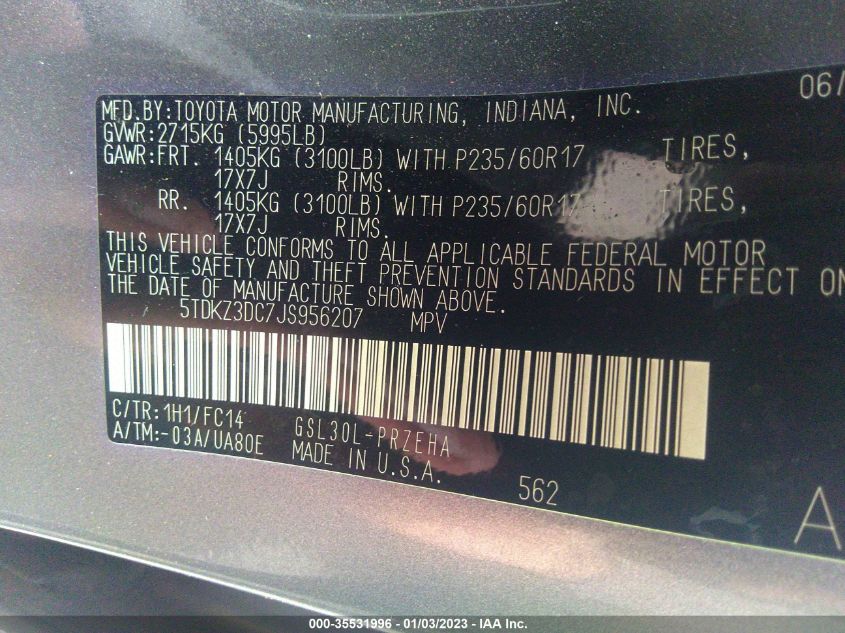 06/
MFD.BY:TOYOTA MOTOR MANUFACTURING, INDIANA, INC.
GVWR:2715KG (5995LB)
GAWR:FRT. 1405KG (3100LB) WITH P235/60R17 TIRES,
17X7J RIMS.
RR. 1405KG (3100LB) WITH P235/60R17 TIRES,
17X7J RIMS.
THIS VEHICLE CONFORMS TO ALL APPLICABLE FEDERAL MOTOR
VEHICLE SAFETY AND THEFT PREVENTION STANDARDS IN EFFECT ON
THE DATE OF MANUFACTURE SHOWN ABOVE.
5TDKZ3DC7JS956207 MPV
C/TR:1H1/FC14 GSL30L-PRZEHA
A/TM:-03A/UA80E MADE IN U.S.A.
562
A
000-35531996 - 01/03/2023 - IAA Inc.